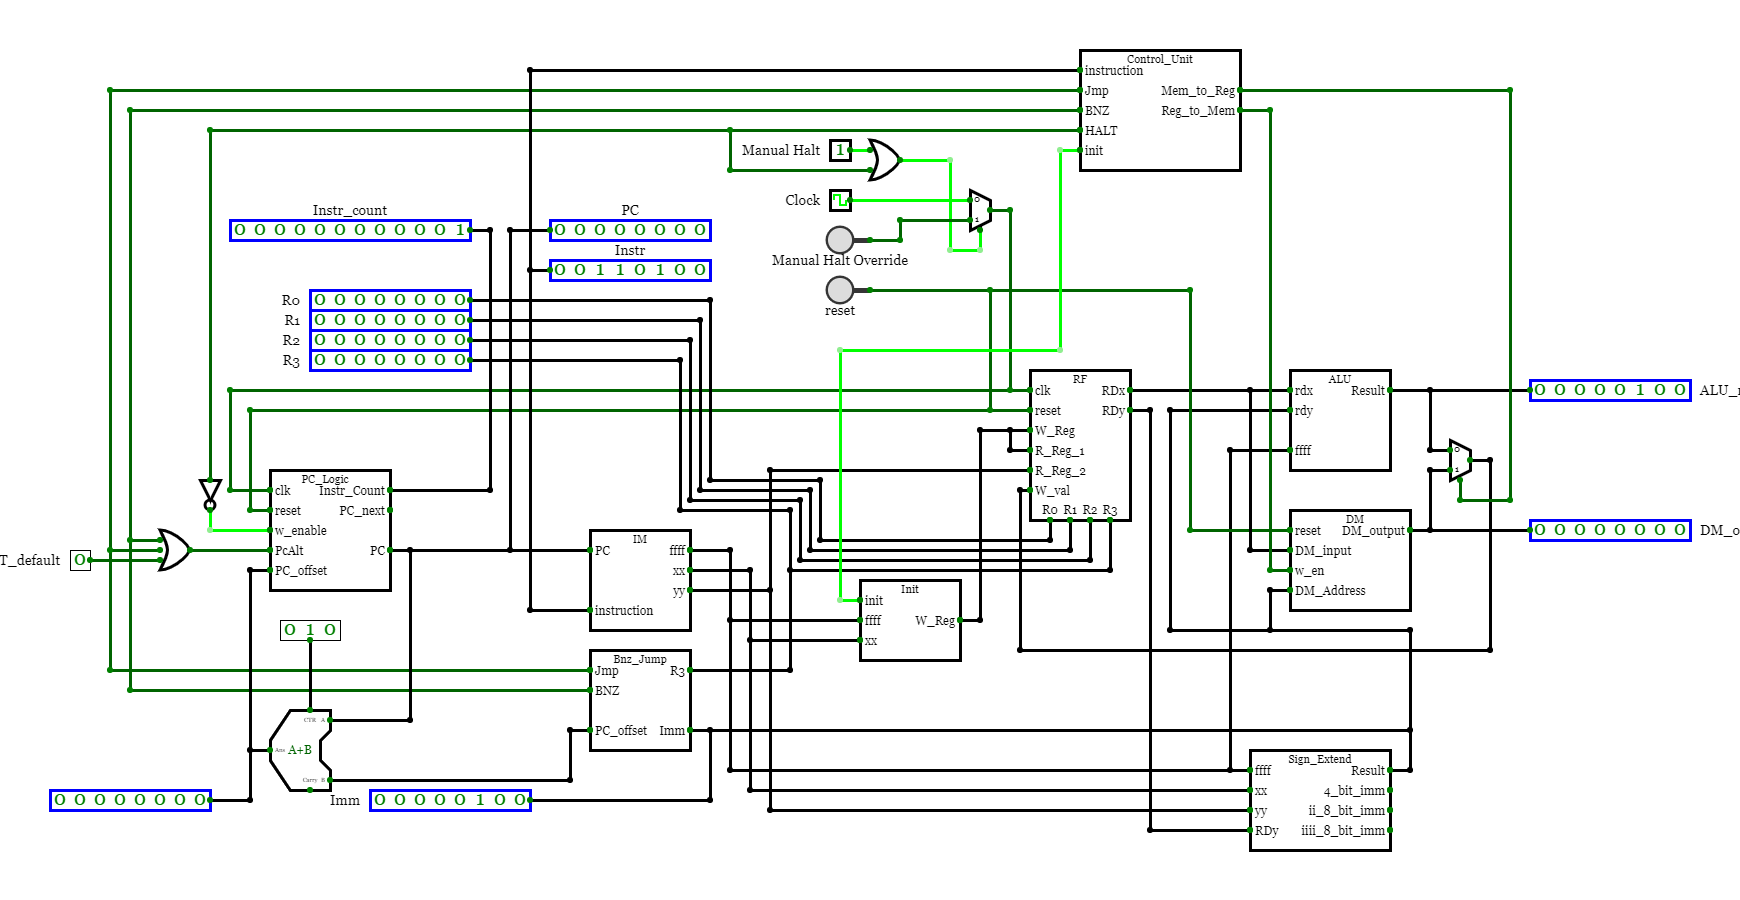 Control_Unit
instruction
Jmp
Mem_to_Reg
BNZ
Reg_to_Mem
HALT
init
Manual Halt
1
Clock
0
1
Manual Halt Override
reset
Instr_count
0 0 0 0 0 0 0 0 0 0 0 1
PC
0 0 0 0 0 0 0 0
Instr
0 0 1 1 0 1 0 0
R0
0 0 0 0 0 0 0 0
R1
0 0 0 0 0 0 0 0
R2
0 0 0 0 0 0 0 0
R3
0 0 0 0 0 0 0 0
RF
clk
RDx
reset
RDy
W_Reg
R_Reg_1
R_Reg_2
W_val
R0 R1 R2 R3
ALU
rdx
Result
rdy
ffff
0 0 0 0 0 1 0 0
ALU_
0
1
DM
reset
DM_output
DM_input
w_en
DM_Address
0 0 0 0 0 0 0 0
DM_o
PC_Logic
clk
Instr_Count
reset
PC_next
w_enable
PcAlt
PC
PC_offset
T_default
0
IM
PC
ffff
xx
yy
instruction
Init
init
ffff
W_Reg
xx
0 1 0
Bnz_Jump
Jmp
R3
BNZ
PC_offset
Imm
CTR A
Ans
A+B
Carry B
0 0 0 0 0 0 0 0
Imm
0 0 0 0 0 1 0 0
Sign_Extend
ffff
Result
xx
4_bit_imm
yy
ii_8_bit_imm
RDy
iiii_8_bit_imm